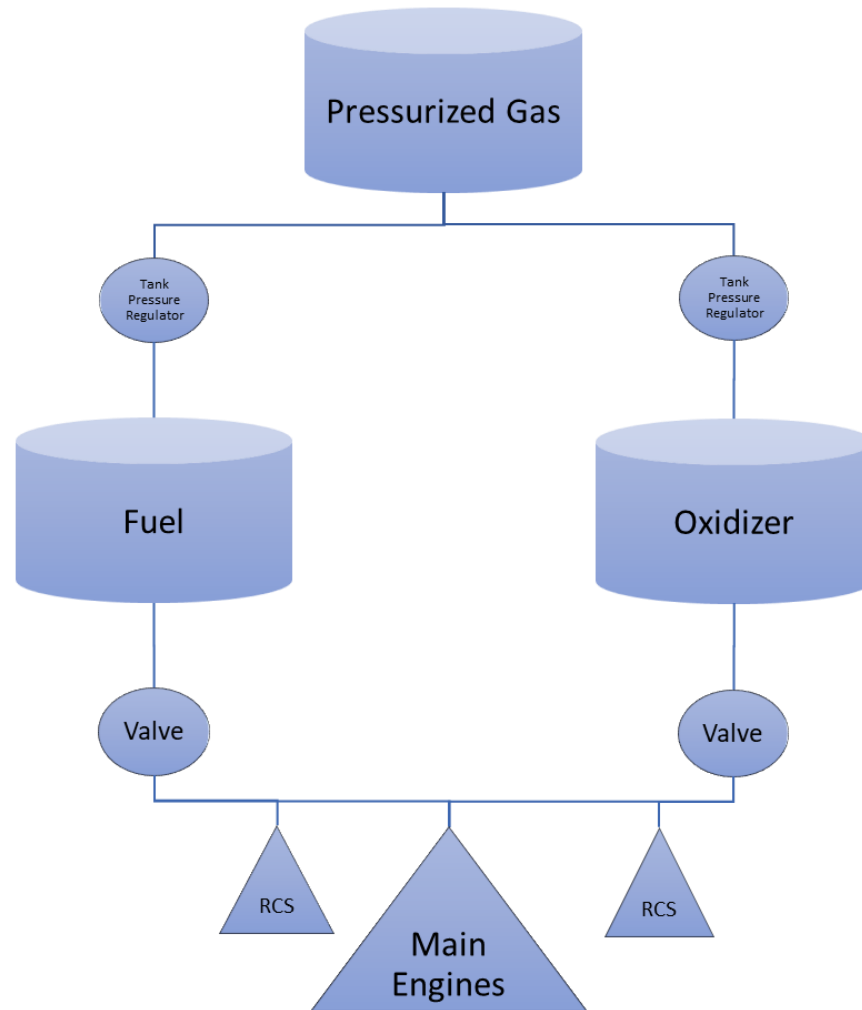 Pressurized Gas
Tank
Pressure
Regulator
Tank
Pressure
Regulator
Fuel
Oxidizer
Valve
Valve
RCS
RCS
Main
Engines